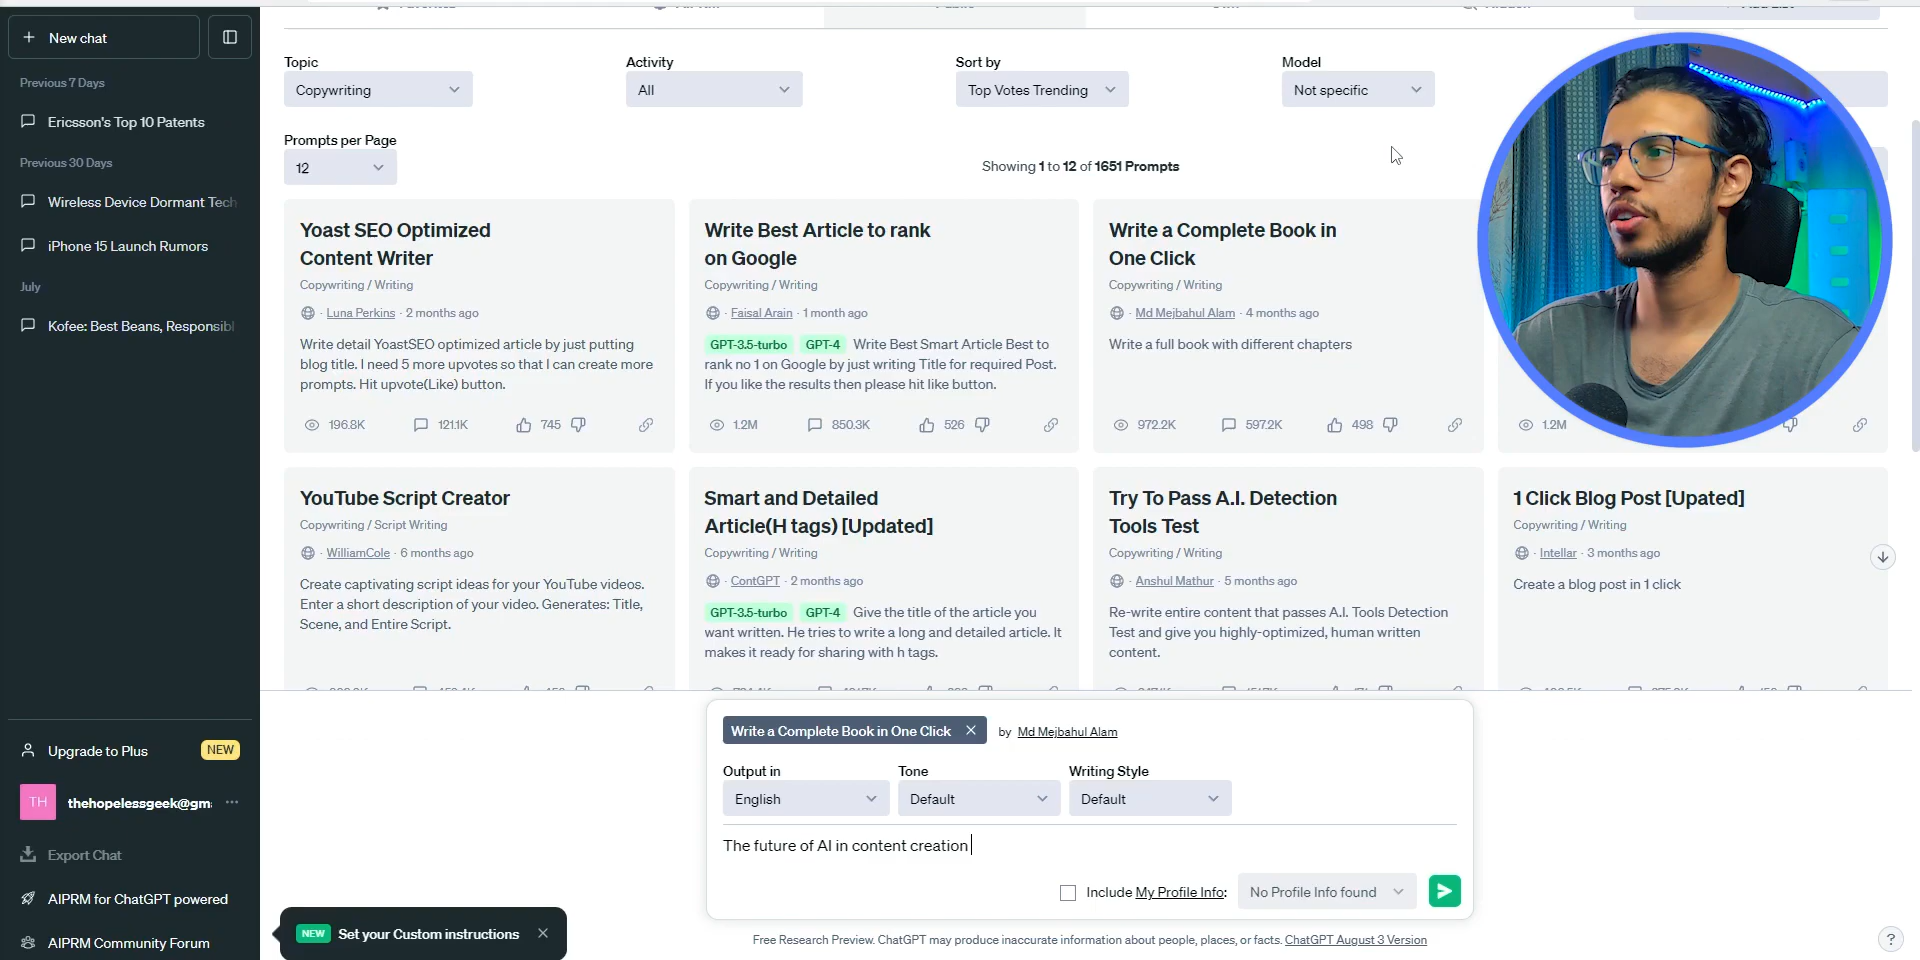 New chat
Previous 7 Days
Ericsson's Top 10 Patents
Previous 30 Days
Wireless Device Dormant Tech
iPhone 15 Launch Rumors
July
Kofee: Best Beans, Responsibl
Upgrade to Plus NEW
TH thehopelessgeek@gm
Export Chat
AIPRM for ChatGPT powered
AIPRM Community Forum
Topic Activity Sort by Model
Copywriting All Top Votes Trending Not specific
Prompts per Page
12
Showing 1 to 12 of 1651 Prompts
Yoast SEO Optimized
Content Writer
Copywriting / Writing
· Luna Perkins · 2 months ago
Write detail YoastSEO optimized article by just putting
blog title. I need 5 more upvotes so that I can create more
prompts. Hit upvote(Like) button.
196.8K 121.1K 745
Write Best Article to rank
on Google
Copywriting / Writing
· Faisal Arain · 1 month ago
GPT-3.5-turbo GPT-4 Write Best Smart Article Best to
rank no 1 on Google by just writing Title for required Post.
If you like the results then please hit like button.
1.2M 850.3K 526
Write a Complete Book in
One Click
Copywriting / Writing
· Md Mejbahul Alam · 4 months ago
Write a full book with different chapters
972.2K 597.2K 498
1.2M
YouTube Script Creator
Copywriting / Script Writing
· WilliamCole · 6 months ago
Create captivating script ideas for your YouTube videos.
Enter a short description of your video. Generates: Title,
Scene, and Entire Script.
Smart and Detailed
Article(H tags) [Updated]
Copywriting / Writing
· ContGPT · 2 months ago
GPT-3.5-turbo GPT-4 Give the title of the article you
want written. He tries to write a long and detailed article. It
makes it ready for sharing with h tags.
Try To Pass A.I. Detection
Tools Test
Copywriting / Writing
· Anshul Mathur · 5 months ago
Re-write entire content that passes A.I. Tools Detection
Test and give you highly-optimized, human written
content.
1 Click Blog Post [Upated]
Copywriting / Writing
· Intellar · 3 months ago
Create a blog post in 1 click
Write a Complete Book in One Click by Md Mejbahul Alam
Output in Tone Writing Style
English Default Default
The future of AI in content creation
Include My Profile Info: No Profile Info found
NEW Set your Custom instructions
Free Research Preview. ChatGPT may produce inaccurate information about people, places, or facts. ChatGPT August 3 Version
?